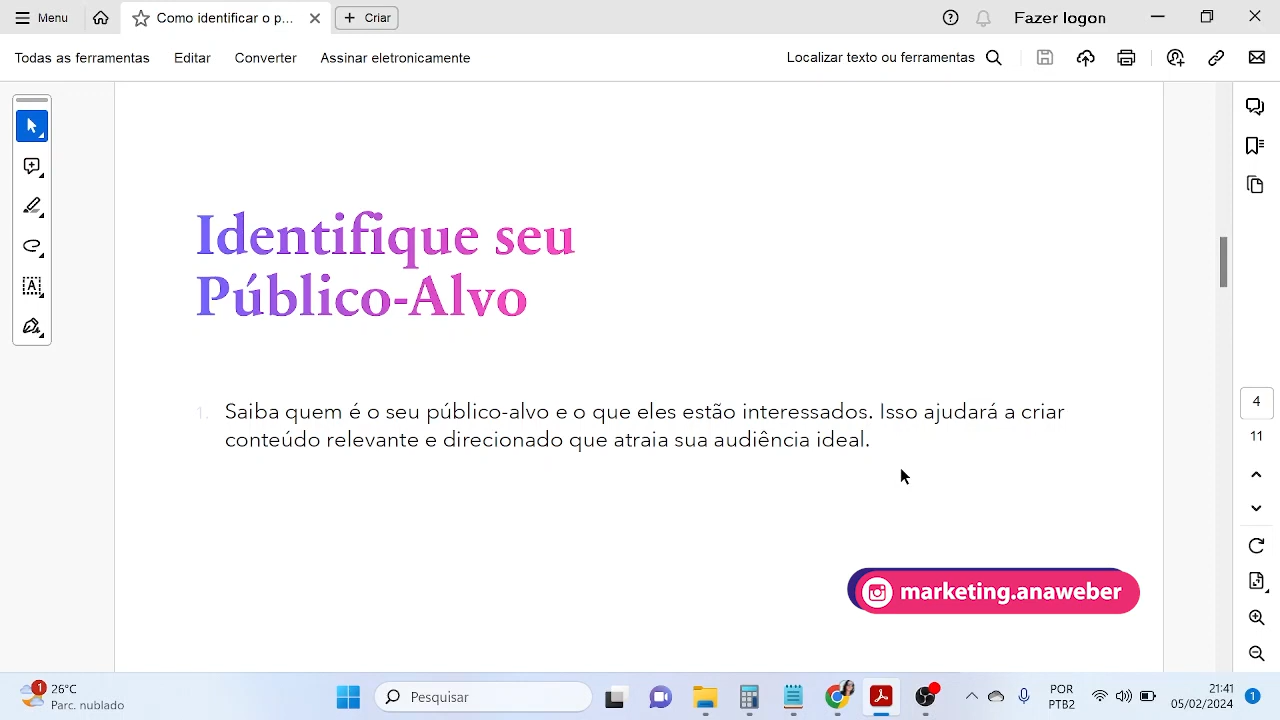 Menu
Como identificar o p...
Criar
Fazer logon
Todas as ferramentas
Editar
Converter
Assinar eletronicamente
Localizar texto ou ferramentas
Identifique seu
Público-Alvo
1. Saiba quem é o seu público-alvo e o que eles estão interessados. Isso ajudará a criar
conteúdo relevante e direcionado que atraia sua audiência ideal.
4
11
marketing.anaweber
1
26°C
Parc. nublado
Pesquisar
POR
PTB2
21:41
05/02/2024
1